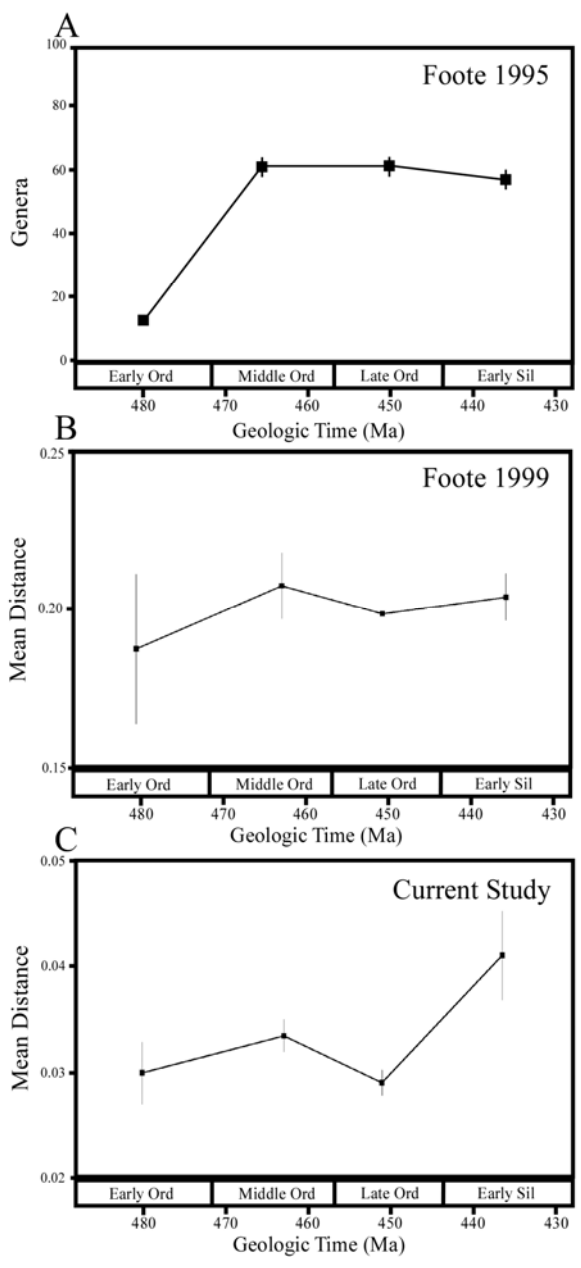 A
Foote 1995
100
80
60
40
20
0
Genera
Early Ord Middle Ord Late Ord Early Sil
480 470 460 450 440 430
Geologic Time (Ma)
B
Foote 1999
0.25
0.20
0.15
Mean Distance
Early Ord Middle Ord Late Ord Early Sil
480 470 460 450 440 430
Geologic Time (Ma)
C
Current Study
0.05
0.04
0.03
0.02
Mean Distance
Early Ord Middle Ord Late Ord Early Sil
480 470 460 450 440 430
Geologic Time (Ma)